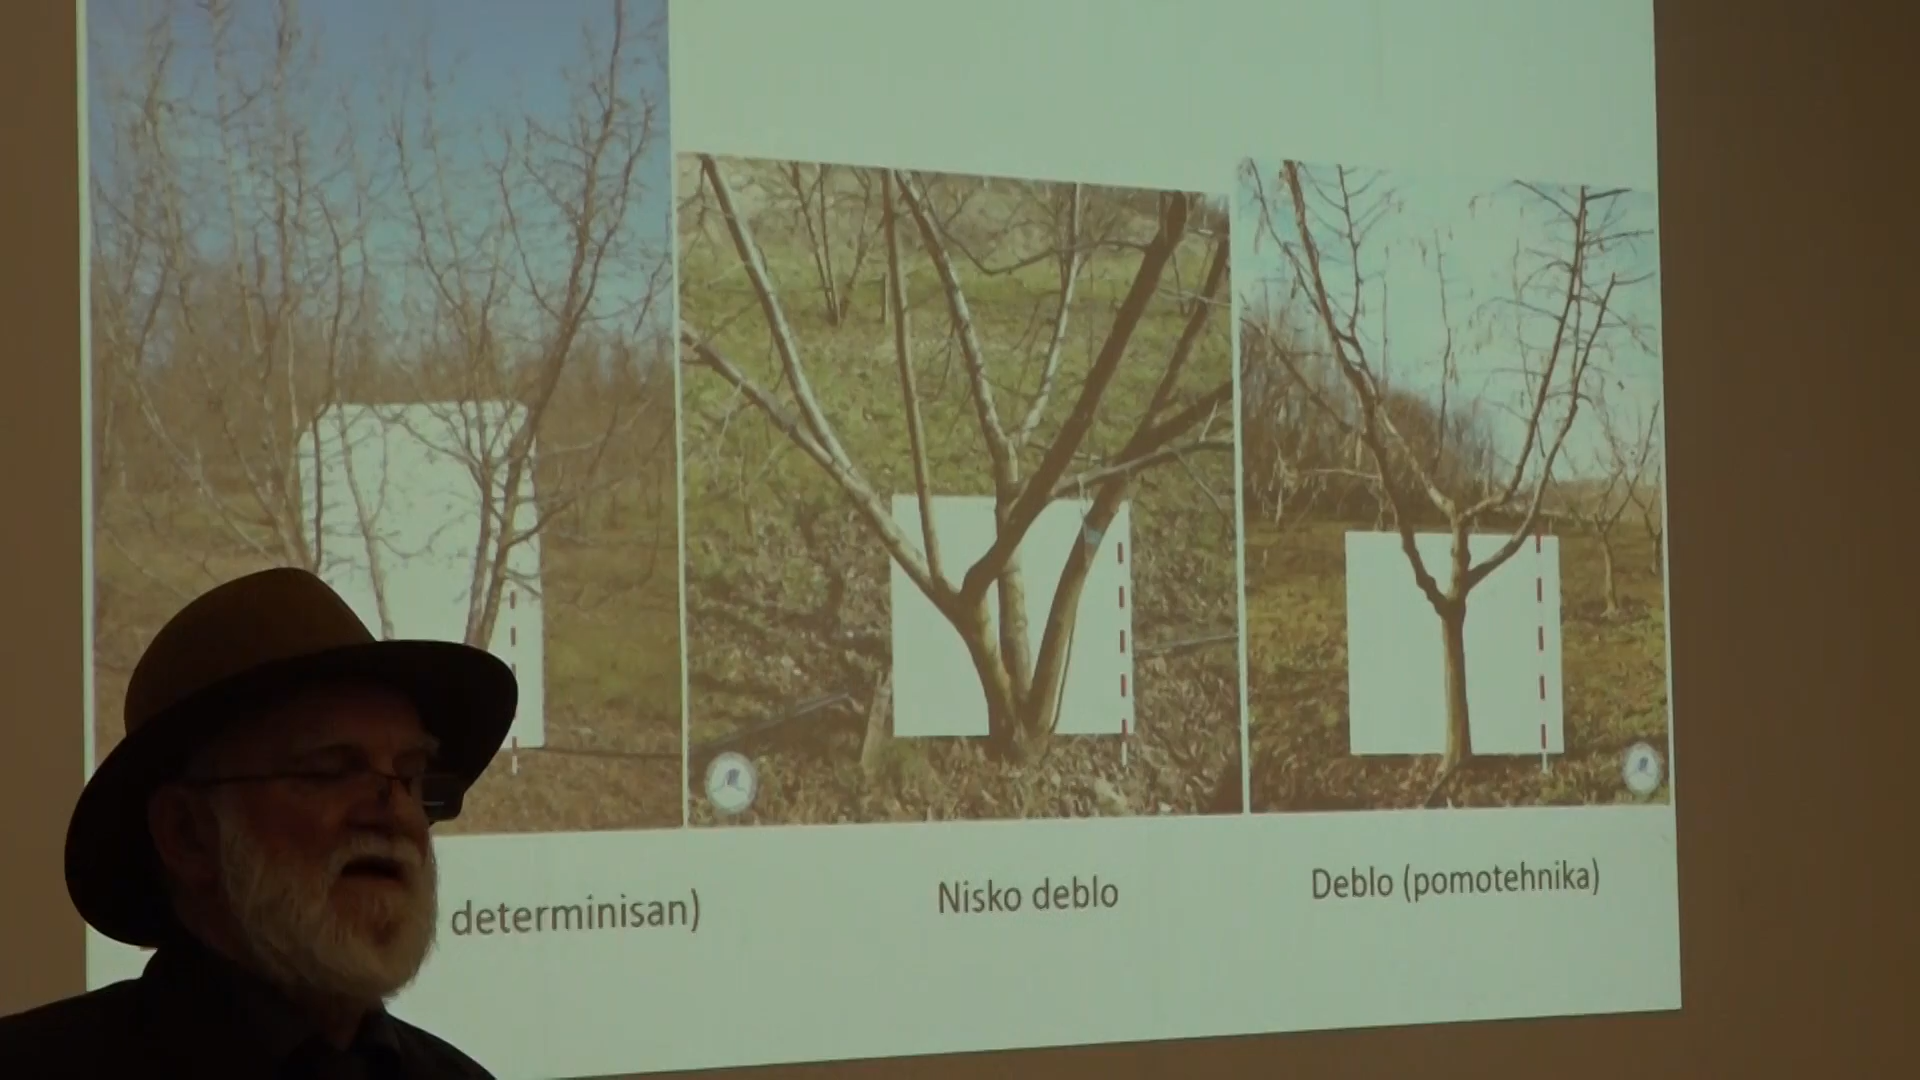 determinisan)
Nisko deblo
Deblo (pomotehnika)